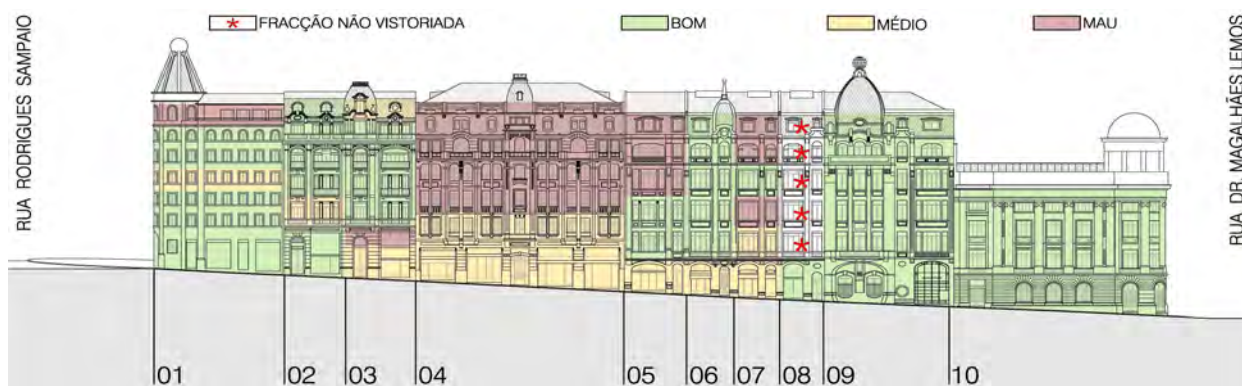 FRACÇÃO NÃO VISTORIADA
BOM
MÉDIO
MAU
RUA RODRIGUES SAMPAIO
RUA DR. MAGALHÃES LEMOS
01
02
03
04
05
06
07
08
09
10